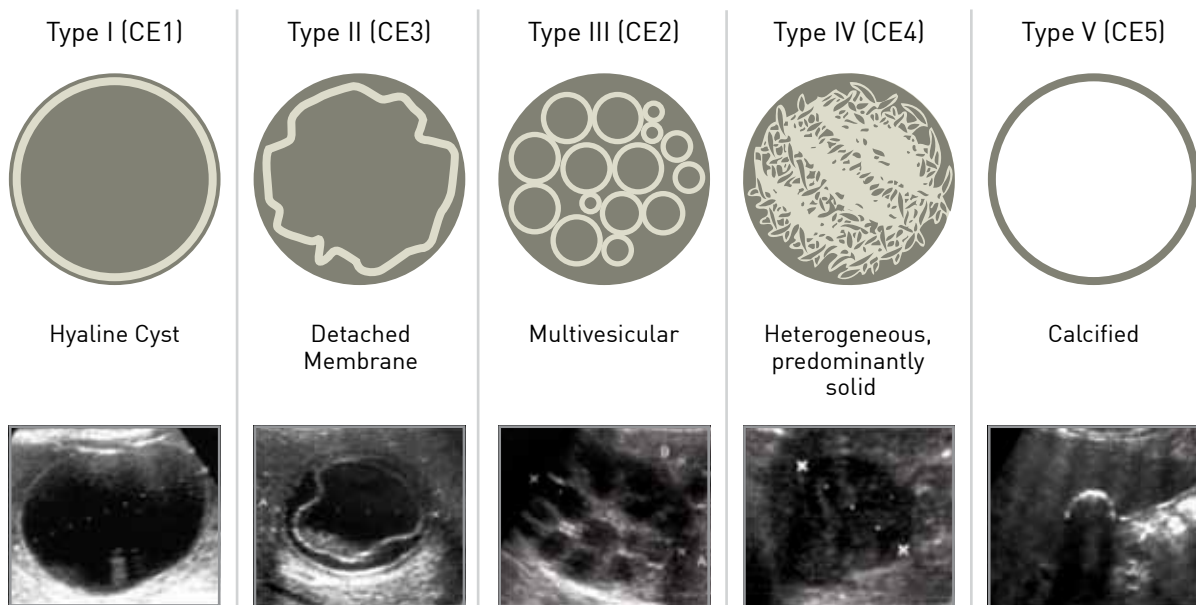 Type I (CE1)
Type II (CE3)
Type III (CE2)
Type IV (CE4)
Type V (CE5)
Hyaline Cyst
Detached
Membrane
Multivesicular
Heterogeneous,
predominantly
solid
Calcified